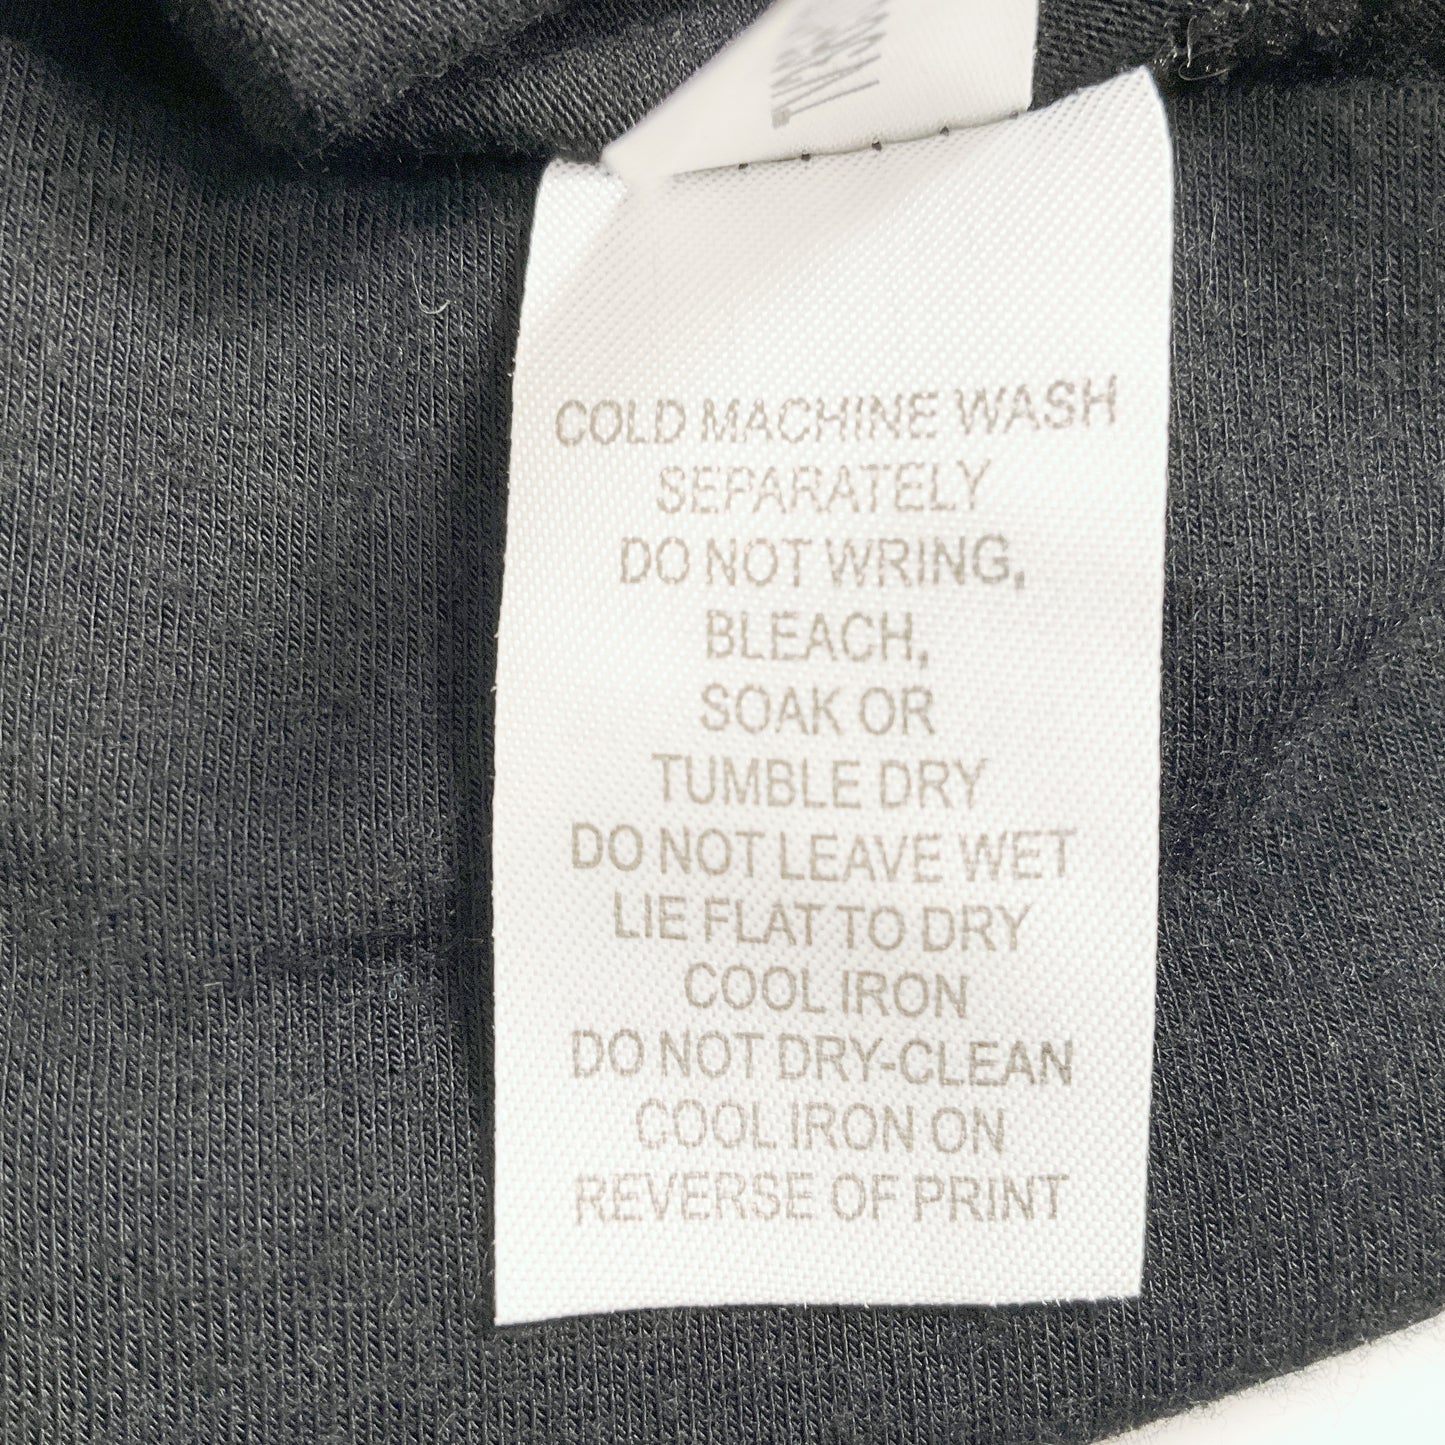 COLD MACHINE WASH
SEPARATELY
DO NOT WRING,
BLEACH,
SOAK OR
TUMBLE DRY
DO NOT LEAVE WET
LIE FLAT TO DRY
COOL IRON
DO NOT DRY-CLEAN
COOL IRON ON
REVERSE OF PRINT